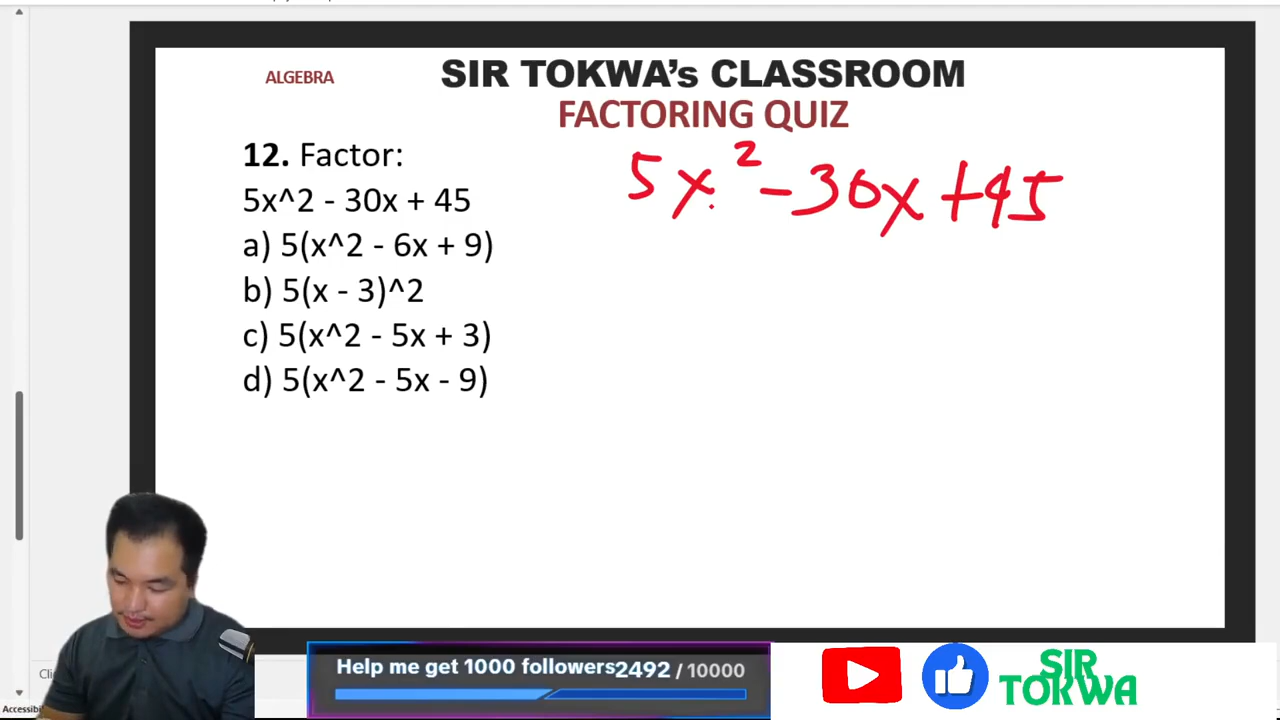 ALGEBRA
SIR TOKWA's CLASSROOM
FACTORING QUIZ
12. Factor:
5x^2 - 30x + 45
a) 5(x^2 - 6x + 9)
b) 5(x - 3)^2
c) 5(x^2 - 5x + 3)
d) 5(x^2 - 5x - 9)
5x² - 30x + 45
Help me get 1000 followers 2492 / 10000
SIR
TOKWA